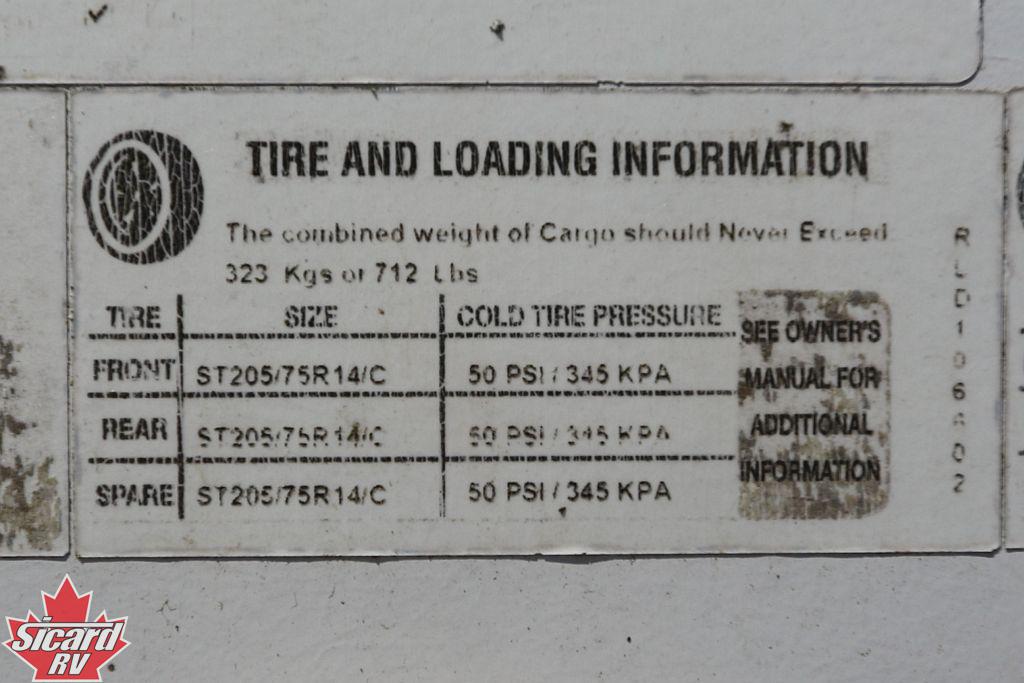 TIRE AND LOADING INFORMATION
The combined weight of Cargo should Never Exceed
323 Kgs or 712 Lbs
TIRE SIZE COLD TIRE PRESSURE
FRONT ST205/75R14/C 50 PSI / 345 KPA
REAR ST205/75R14/C 50 PSI / 345 KPA
SPARE ST205/75R14/C 50 PSI / 345 KPA
SEE OWNER'S
MANUAL FOR
ADDITIONAL
INFORMATION
Sicard
RV